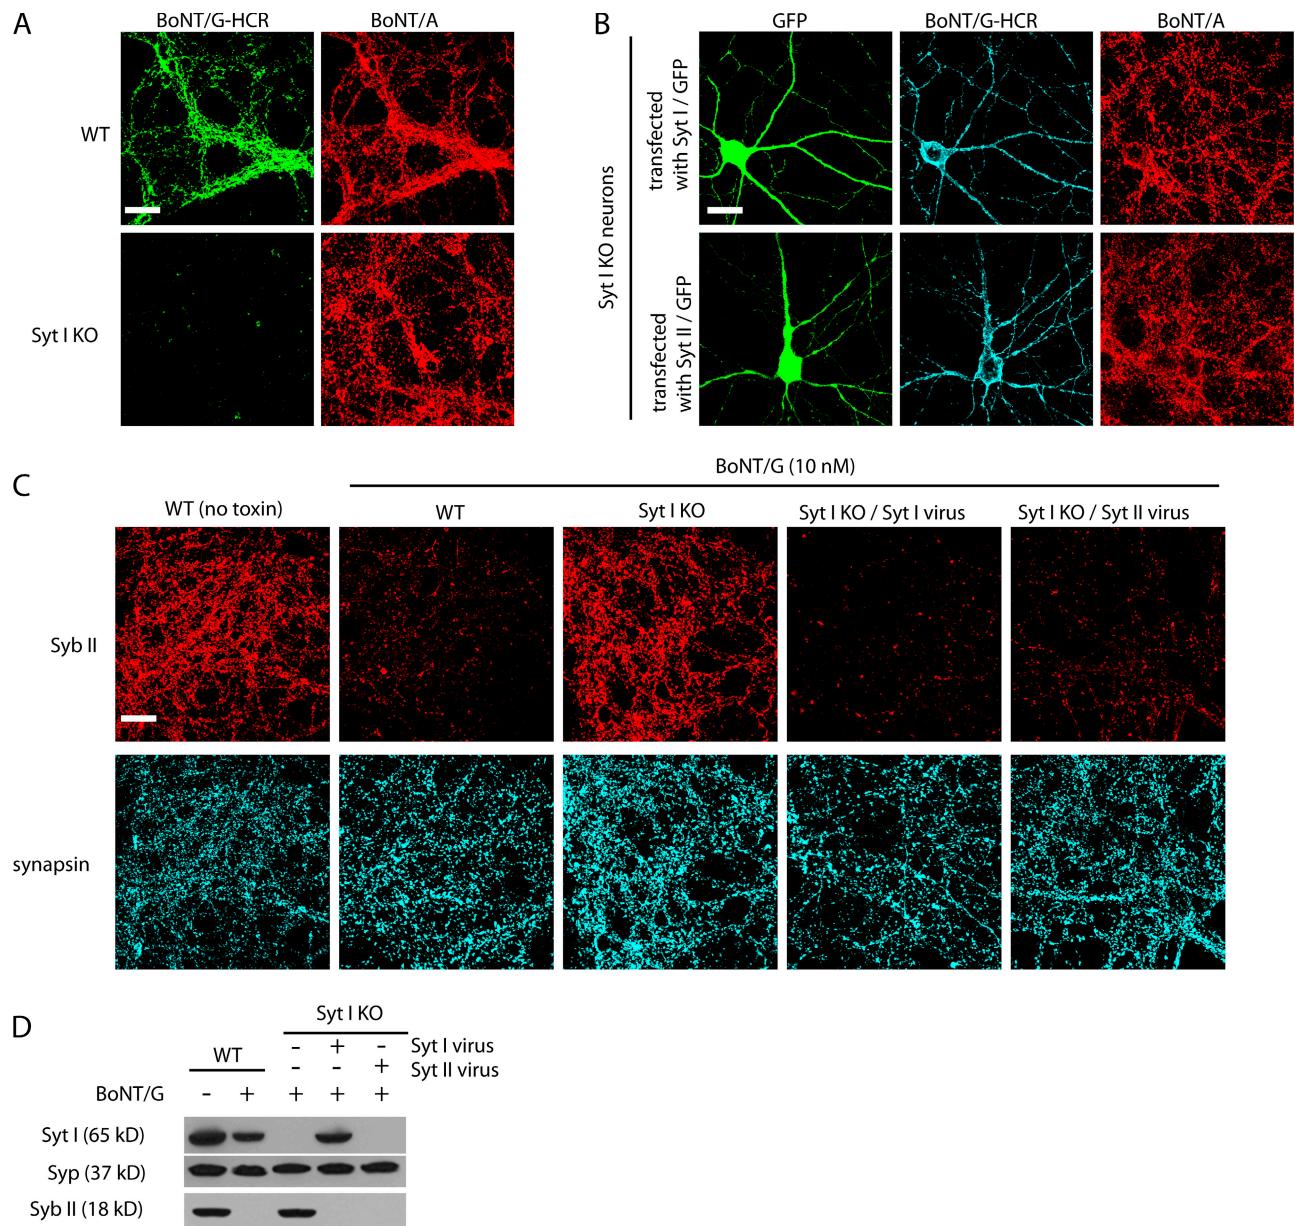 A
BoNT/G-HCR
BoNT/A
WT
Syt I KO
B
GFP
BoNT/G-HCR
BoNT/A
Syt I KO neurons
transfected
with Syt I / GFP
transfected
with Syt II / GFP
C
BoNT/G (10 nM)
WT (no toxin)
WT
Syt I KO
Syt I KO / Syt I virus
Syt I KO / Syt II virus
Syb II
synapsin
D
Syt I KO
WT
- + - Syt I virus
- - + Syt II virus
BoNT/G - + + + +
Syt I (65 kD)
Syp (37 kD)
Syb II (18 kD)